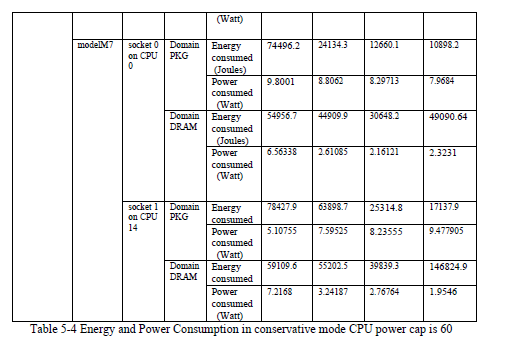 (Watt)
modelM7 socket 0 Domain Energy 74496.2 24134.3 12660.1 10898.2
on CPU PKG consumed
0 (Joules)
Power 9.8001 8.8062 8.29713 7.9684
consumed
(Watt)
Domain Energy 54956.7 44909.9 30648.2 49090.64
DRAM consumed
(Joules)
Power 6.56338 2.61085 2.16121 2.3231
consumed
(Watt)
socket 1 Domain Energy 78427.9 63898.7 25314.8 17137.9
on CPU PKG consumed
14 Power 5.10755 7.59525 8.23555 9.477905
consumed
(Watt)
Domain Energy 59109.6 55202.5 39839.3 146824.9
DRAM consumed
Power 7.2168 3.24187 2.76764 1.9546
consumed
(Watt)
Table 5-4 Energy and Power Consumption in conservative mode CPU power cap is 60